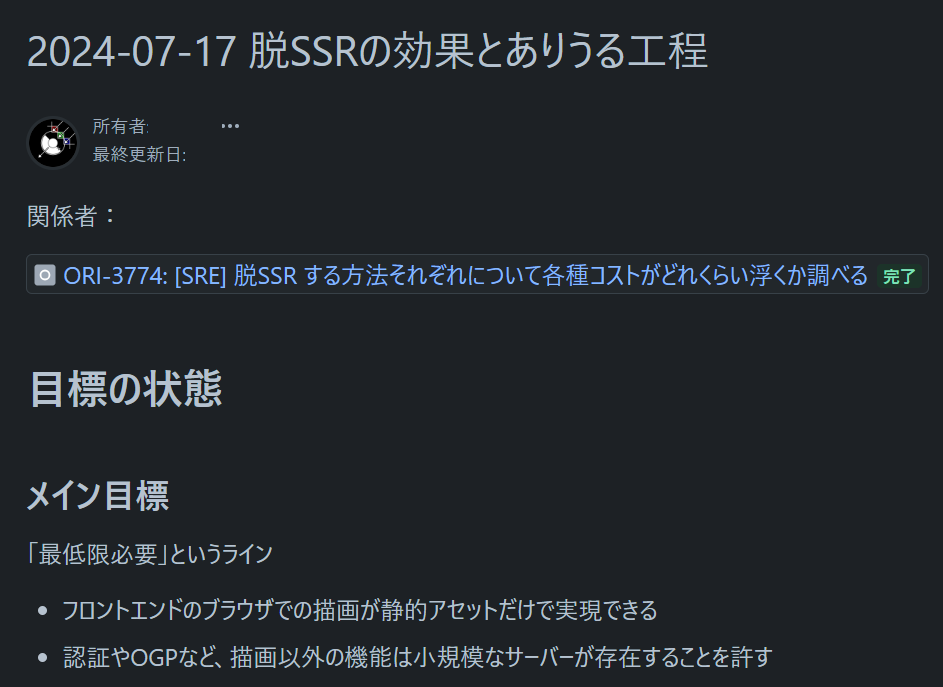 2024-07-17 脱SSRの効果とありうる工程
所有者:
最終更新日:
関係者：
ORI-3774: [SRE] 脱SSR する方法それぞれについて各種コストがどれくらい浮くか調べる 完了
目標の状態
メイン目標
「最低限必要」というライン
• フロントエンドのブラウザでの描画が静的アセットだけで実現できる
• 認証やOGPなど、描画以外の機能は小規模なサーバーが存在することを許す